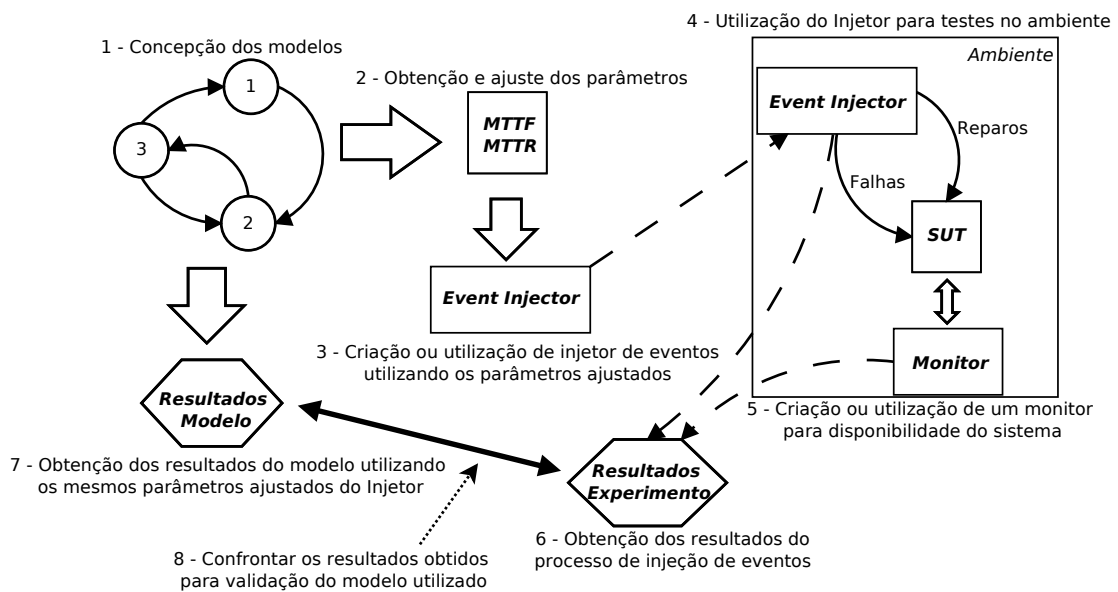 1 - Concepção dos modelos
1
3
2
2 - Obtenção e ajuste dos parâmetros
MTTF
MTTR
Event Injector
3 - Criação ou utilização de injetor de eventos
utilizando os parâmetros ajustados
4 - Utilização do Injetor para testes no ambiente
Ambiente
Event Injector
Reparos
Falhas
SUT
Monitor
5 - Criação ou utilização de um monitor
para disponibilidade do sistema
Resultados
Modelo
7 - Obtenção dos resultados do modelo utilizando
os mesmos parâmetros ajustados do Injetor
Resultados
Experimento
6 - Obtenção dos resultados do
processo de injeção de eventos
8 - Confrontar os resultados obtidos
para validação do modelo utilizado